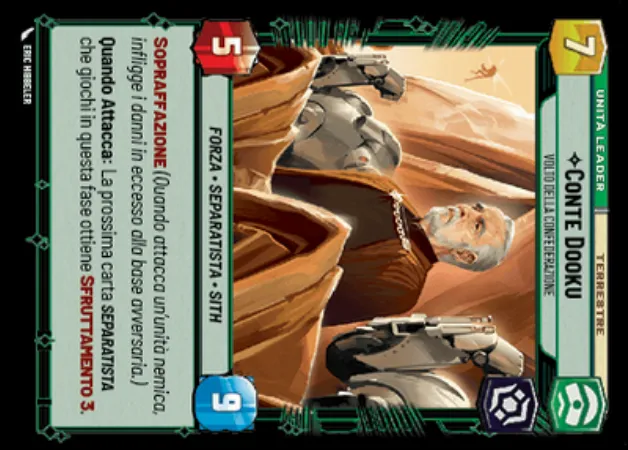 7
UNITÀ LEADER
TERRESTRE
CONTE DOOKU
VOLTO DELLA CONFEDERAZIONE
5
FORZA • SEPARATISTA • SITH
9
SOPRAFFAZIONE (Quando attacca un'unità nemica,
infligge i danni in eccesso alla base avversaria.)
Quando Attacca: La prossima carta SEPARATISTA
che giochi in questa fase ottiene SFRUTTAMENTO 3.
ERIC HIBBELER